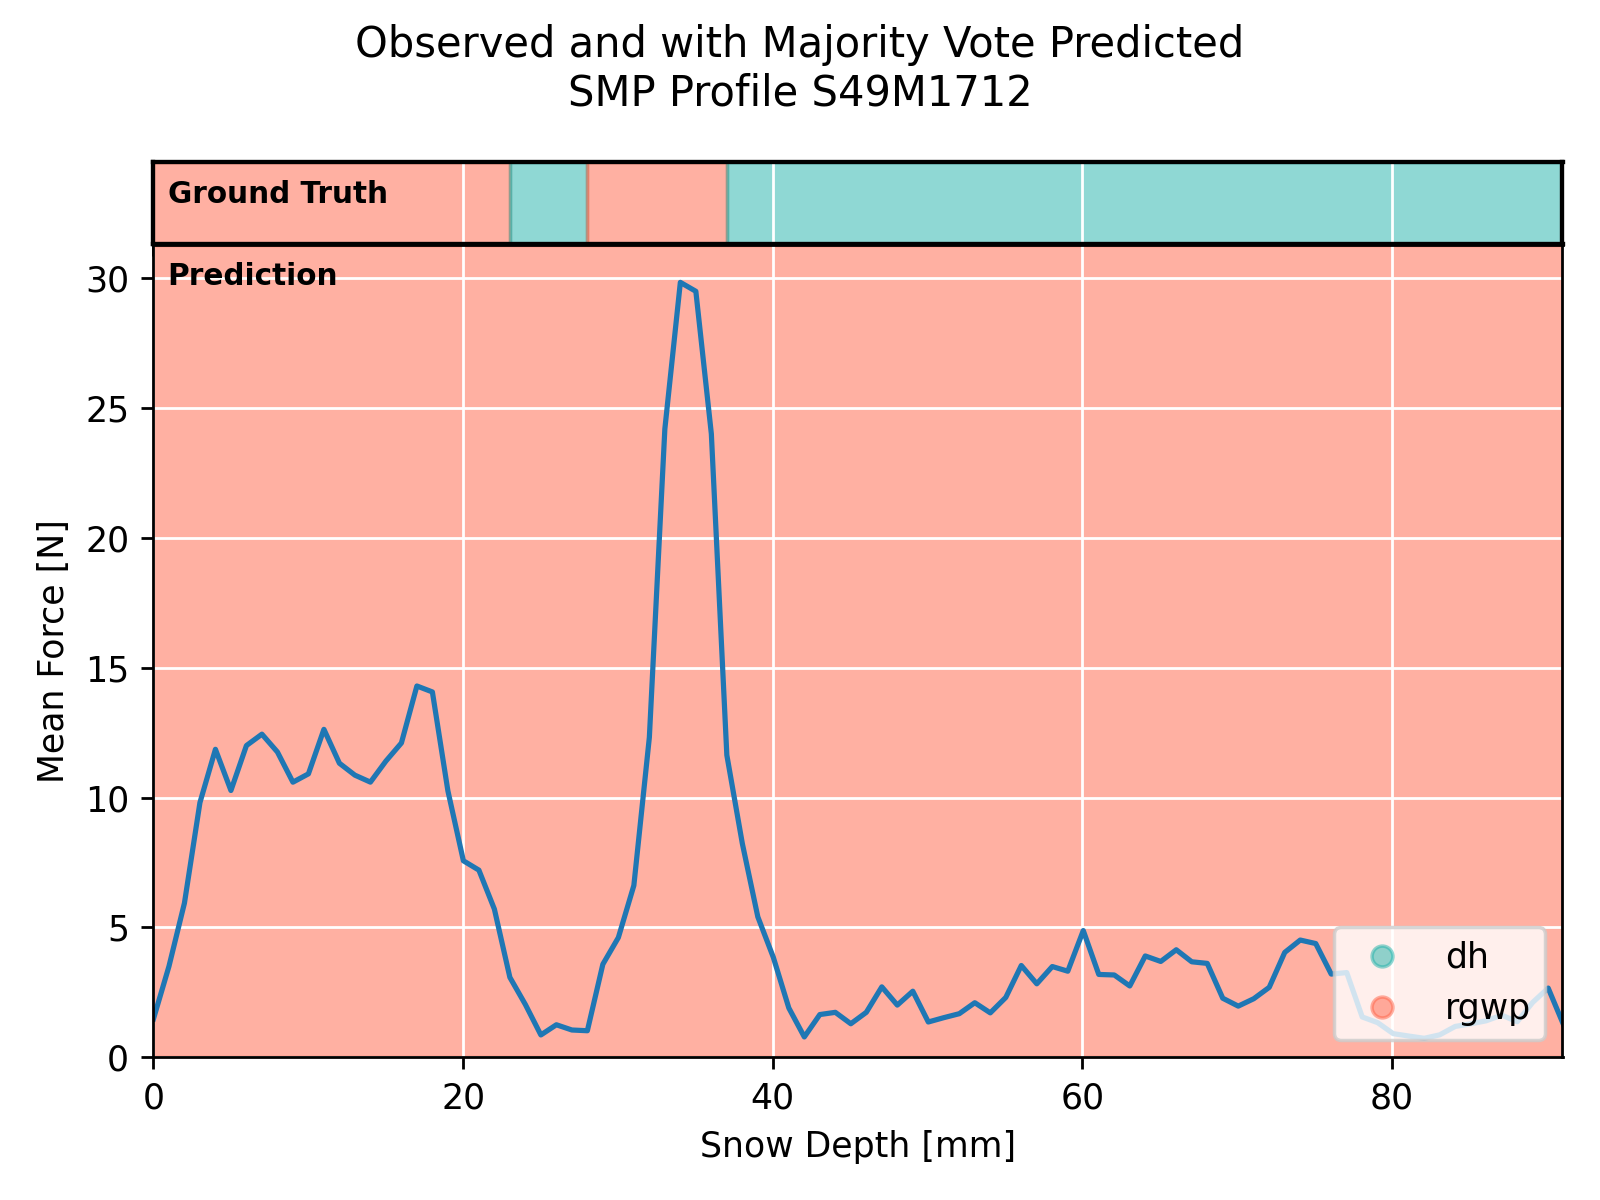 Observed and with Majority Vote Predicted
SMP Profile S49M1712
Ground Truth
Prediction
30
25
20
15
10
5
0
Mean Force [N]
dh
rgwp
0 20 40 60 80
Snow Depth [mm]